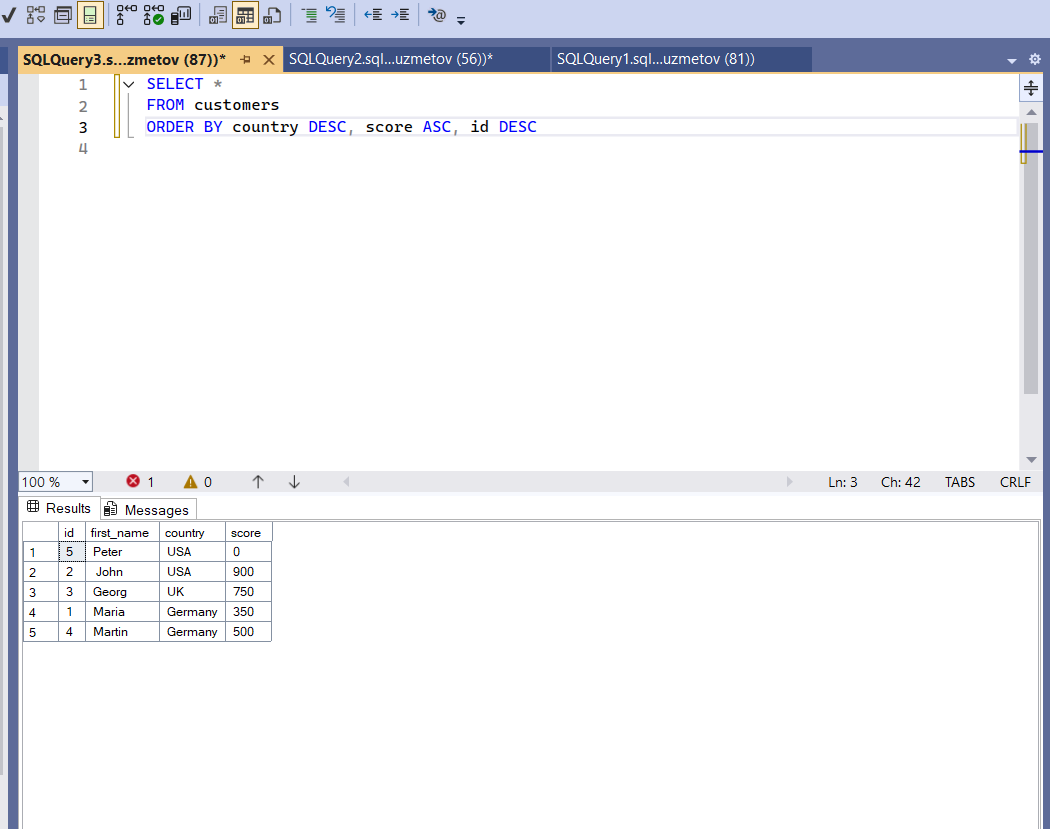 SQLQuery3.s...zmetov (87))*
SQLQuery2.sql...uzmetov (56))*
SQLQuery1.sql...uzmetov (81))
1 SELECT *
2 FROM customers
3 ORDER BY country DESC, score ASC, id DESC
4
100 % 1 0 Ln: 3 Ch: 42 TABS CRLF
Results Messages
id first_name country score
1 5 Peter USA 0
2 2 John USA 900
3 3 Georg UK 750
4 1 Maria Germany 350
5 4 Martin Germany 500